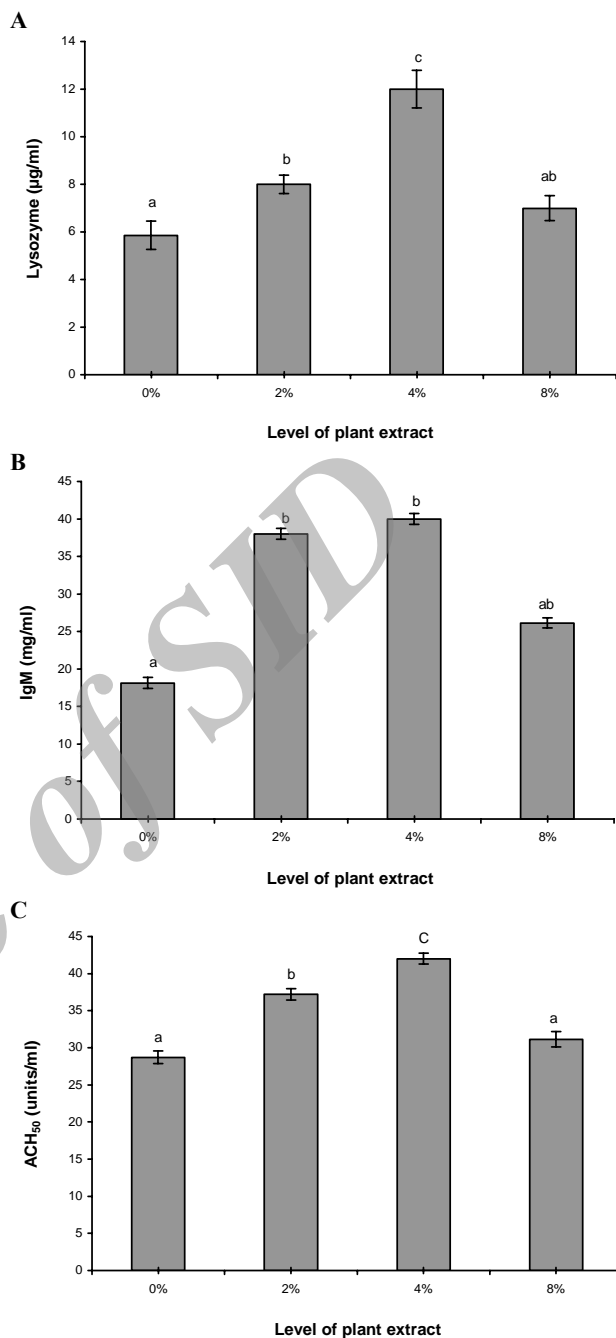 A
14
12
10
8
6
4
2
0
Lysozyme (µg/ml)
a
b
c
ab
0% 2% 4% 8%
Level of plant extract
B
45
40
35
30
25
20
15
10
5
0
IgM (mg/ml)
a
b
b
ab
0% 2% 4% 8%
Level of plant extract
C
45
40
35
30
25
20
15
10
5
0
ACH₅₀ (units/ml)
a
b
C
a
0% 2% 4% 8%
Level of plant extract
of SID